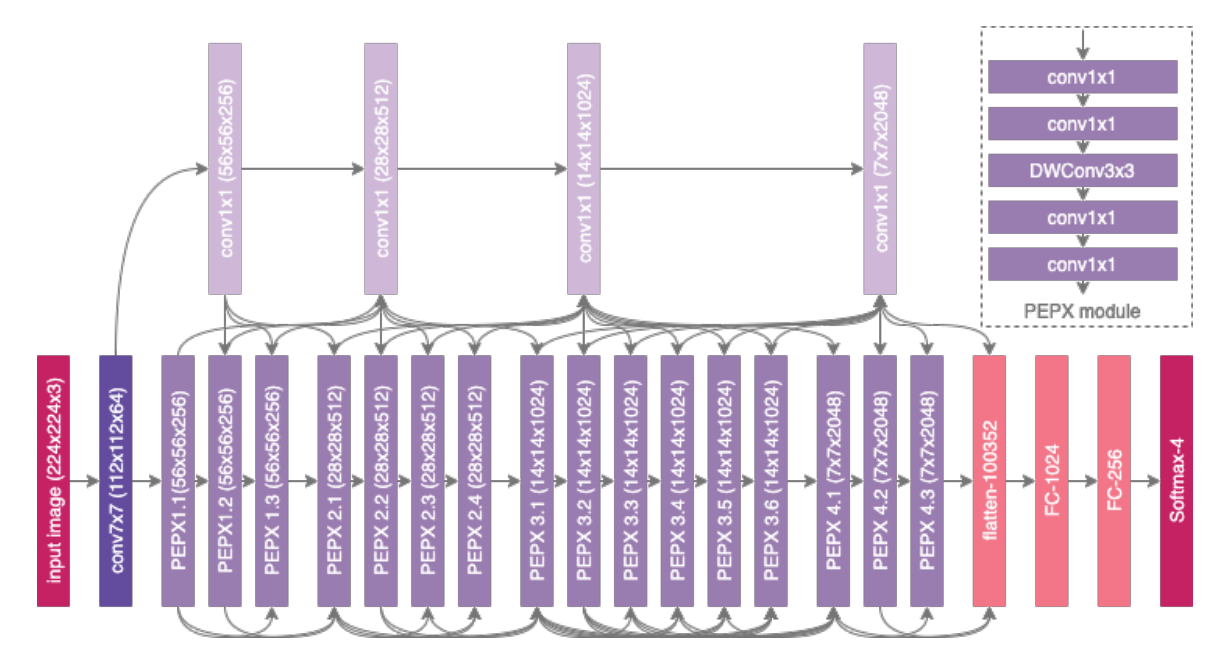 conv1x1 (56x56x256)
conv1x1 (28x28x512)
conv1x1 (14x14x1024)
conv1x1 (7x7x2048)
conv1x1
conv1x1
DWConv3x3
conv1x1
conv1x1
PEPX module
input image (224x224x3)
conv7x7 (112x112x64)
PEPX1.1(56x56x256)
PEPX1.2 (56x56x256)
PEPX 1.3 (56x56x256)
PEPX 2.1 (28x28x512)
PEPX 2.2 (28x28x512)
PEPX 2.3 (28x28x512)
PEPX 2.4 (28x28x512)
PEPX 3.1 (14x14x1024)
PEPX 3.2 (14x14x1024)
PEPX 3.3 (14x14x1024)
PEPX 3.4 (14x14x1024)
PEPX 3.5 (14x14x1024)
PEPX 3.6 (14x14x1024)
PEPX 4.1 (7x7x2048)
PEPX 4.2 (7x7x2048)
PEPX 4.3 (7x7x2048)
flatten-100352
FC-1024
FC-256
Softmax-4